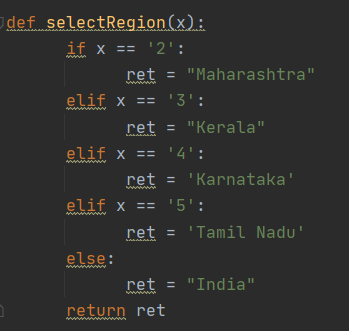 def selectRegion(x):
    if x == '2':
        ret = "Maharashtra"
    elif x == '3':
        ret = "Kerala"
    elif x == '4':
        ret = 'Karnataka'
    elif x == '5':
        ret = 'Tamil Nadu'
    else:
        ret = "India"
    return ret